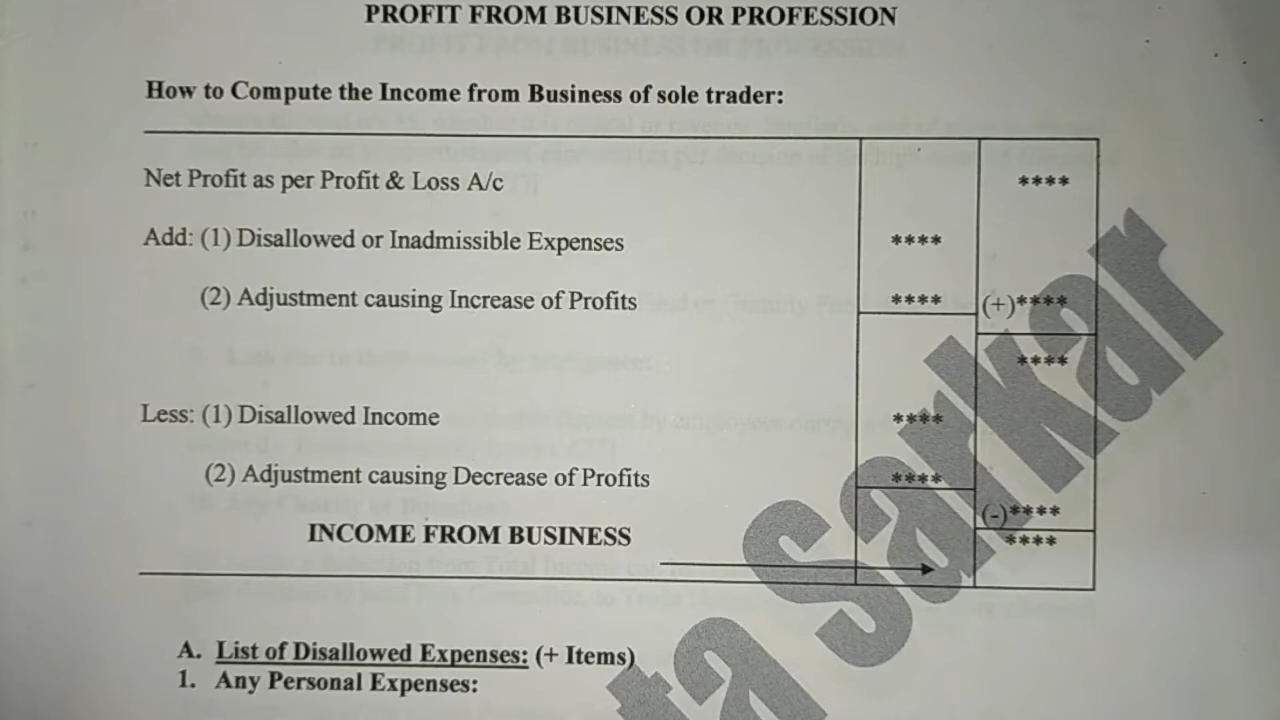 PROFIT FROM BUSINESS OR PROFESSION
How to Compute the Income from Business of sole trader:
Net Profit as per Profit & Loss A/c ****
Add: (1) Disallowed or Inadmissible Expenses ****
(2) Adjustment causing Increase of Profits **** (+)****
****
Less: (1) Disallowed Income ****
(2) Adjustment causing Decrease of Profits ****
(-)****
INCOME FROM BUSINESS ****
A. List of Disallowed Expenses: (+ Items)
1. Any Personal Expenses:
ta Sarkar